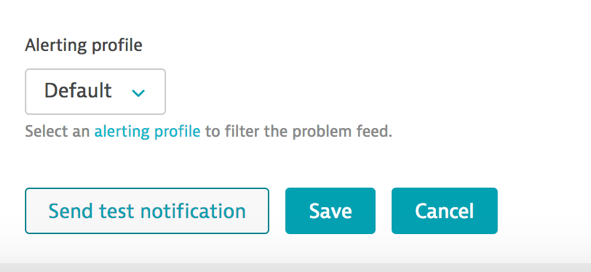 Alerting profile
Default
Select an alerting profile to filter the problem feed.
Send test notification Save Cancel